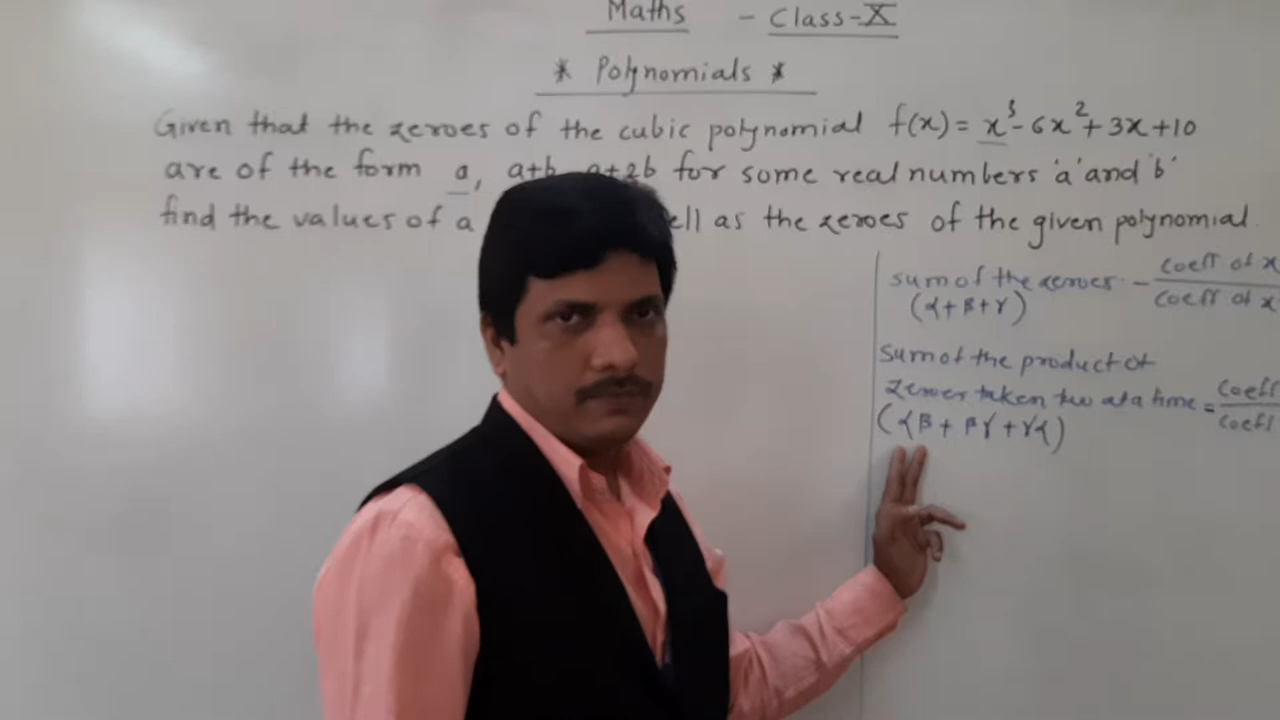 Maths - Class-X
* Polynomials *
Given that the zeroes of the cubic polynomial f(x) = x³-6x²+3x+10
are of the form a, a+b, a+2b for some real numbers 'a' and 'b'
find the values of a ell as the zeroes of the given polynomial.
sum of the zeroes - coeff of x
coeff of x
(α+β+γ)
sum of the product of
zeroes taken two at a time = coeff
coeff
(αβ + βγ + γα)